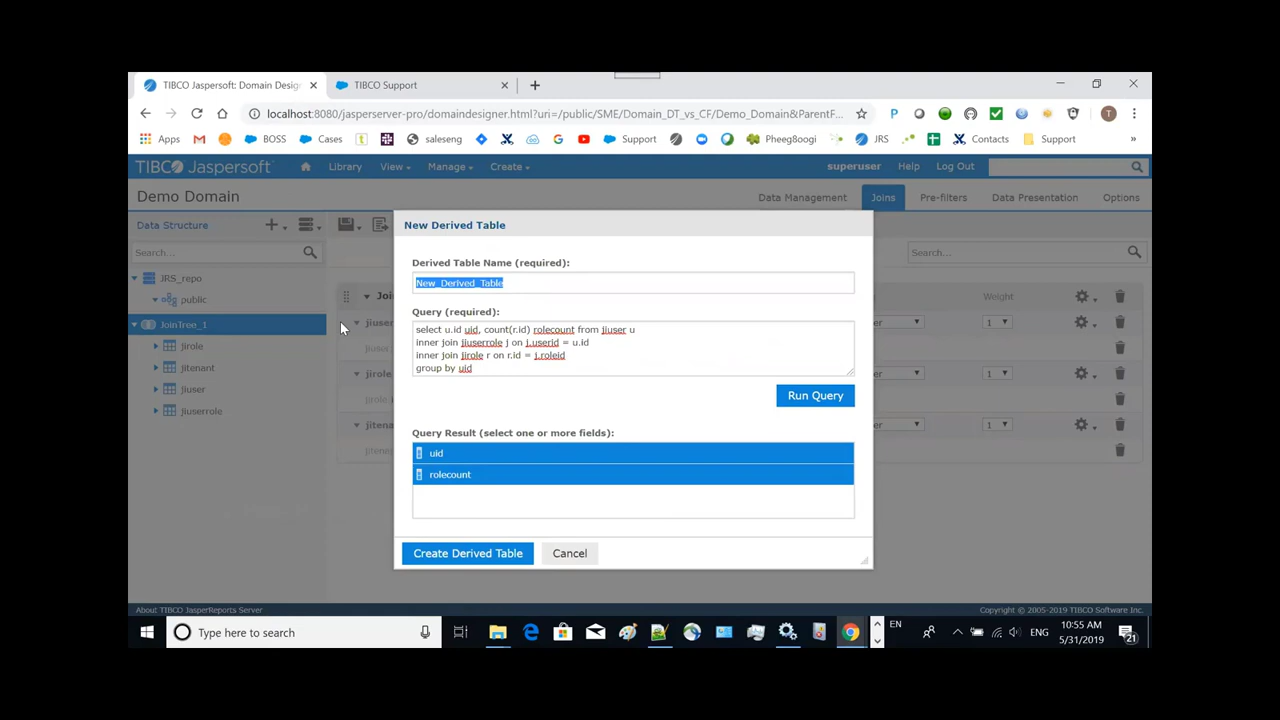 TIBCO Jaspersoft: Domain Desig
TIBCO Support
localhost:8080/jasperserver-pro/domaindesigner.html?uri=/public/SME/Domain_DT_vs_CF/Demo_Domain&ParentF
Apps
BOSS
Cases
saleseng
Support
Pheeg8oogi
JRS
Contacts
Support
TIBCO Jaspersoft
Library
View
Manage
Create
superuser
Help
Log Out
Demo Domain
Data Management
Joins
Pre-filters
Data Presentation
Options
Data Structure
Search...
JRS_repo
public
JoinTree_1
jirole
jitenant
jiuser
jiuserrole
Search...
Weight
1
1
1
New Derived Table
Derived Table Name (required):
New_Derived_Table
Query (required):
select u.id uid, count(r.id) rolecount from jiuser u
inner join jiuserrole j on j.userid = u.id
inner join jirole r on r.id = j.roleid
group by uid
Run Query
Query Result (select one or more fields):
uid
rolecount
Create Derived Table
Cancel
About TIBCO JasperReports Server
Copyright © 2005-2019 TIBCO Software Inc.
Type here to search
EN
ENG
10:55 AM
5/31/2019
21